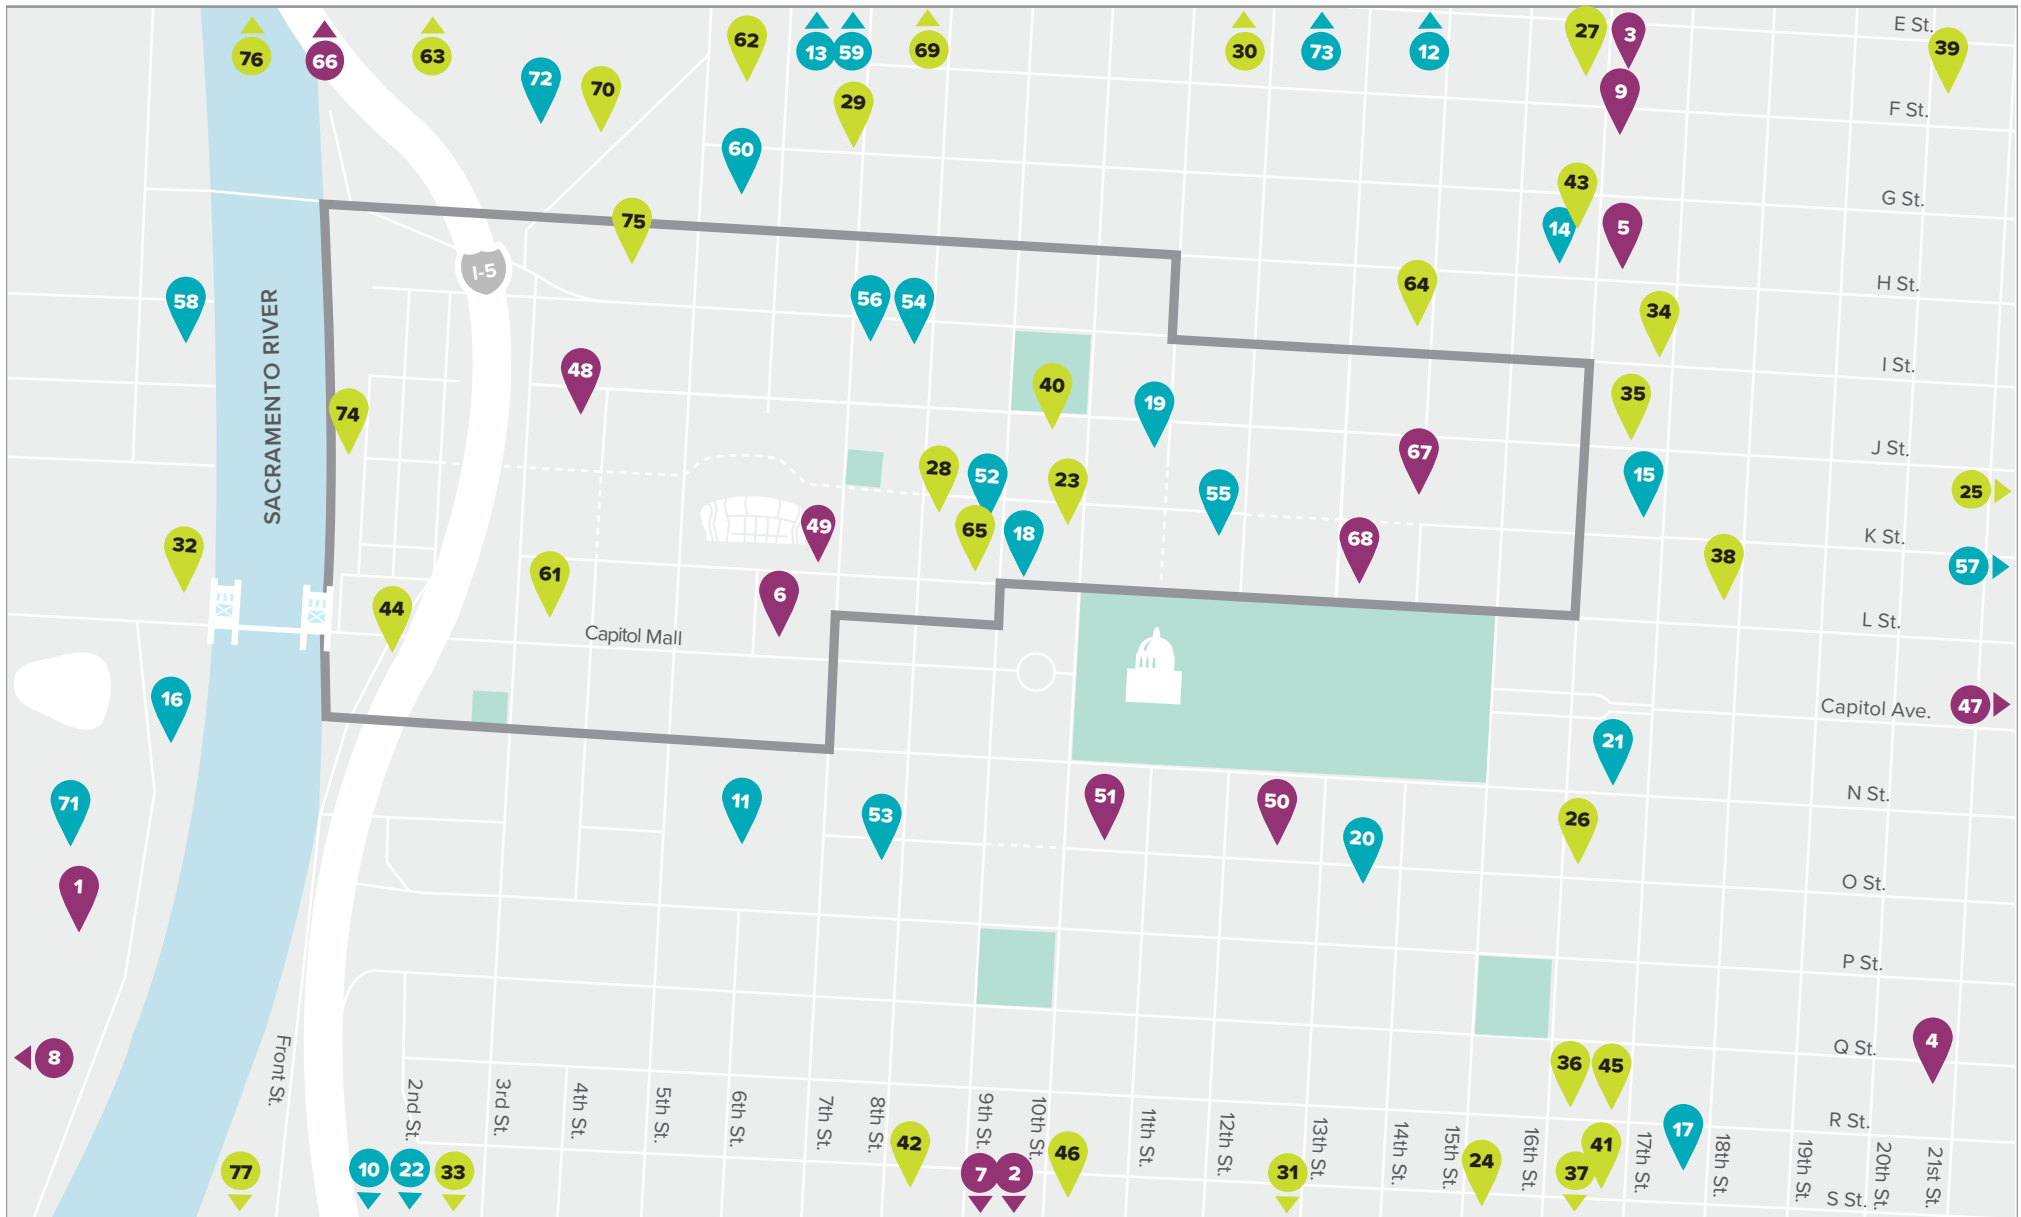 E St.
27
3
39
62
13
59
69
30
73
12
76
66
63
72
70
9
29
F St.
60
43
G St.
75
14
5
I-5
H St.
64
58
56
54
34
I St.
48
40
35
19
74
J St.
67
28
52
23
15
25
55
SACRAMENTO RIVER
49
65
18
68
K St.
32
38
57
61
6
44
L St.
Capitol Mall
16
Capitol Ave.
47
21
N St.
71
11
53
51
50
26
20
O St.
1
P St.
4
Q St.
8
36
45
Front St.
2nd St.
3rd St.
4th St.
5th St.
6th St.
7th St.
8th St.
9th St.
10th St.
11th St.
12th St.
13th St.
14th St.
15th St.
16th St.
17th St.
18th St.
19th St.
20th St.
21st St.
R St.
17
42
41
46
24
77
10
22
33
7
2
31
37
S St.